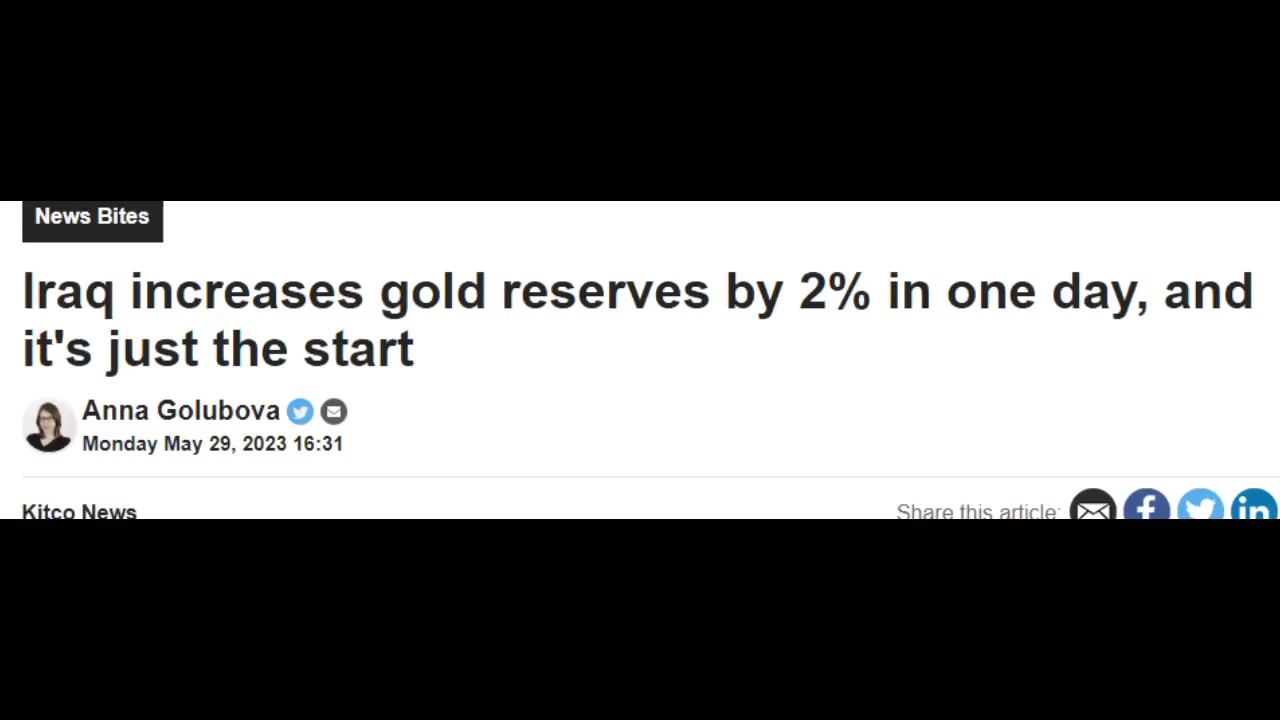 News Bites
Iraq increases gold reserves by 2% in one day, and
it's just the start
Anna Golubova
Monday May 29, 2023 16:31
Kitco News
Share this article: